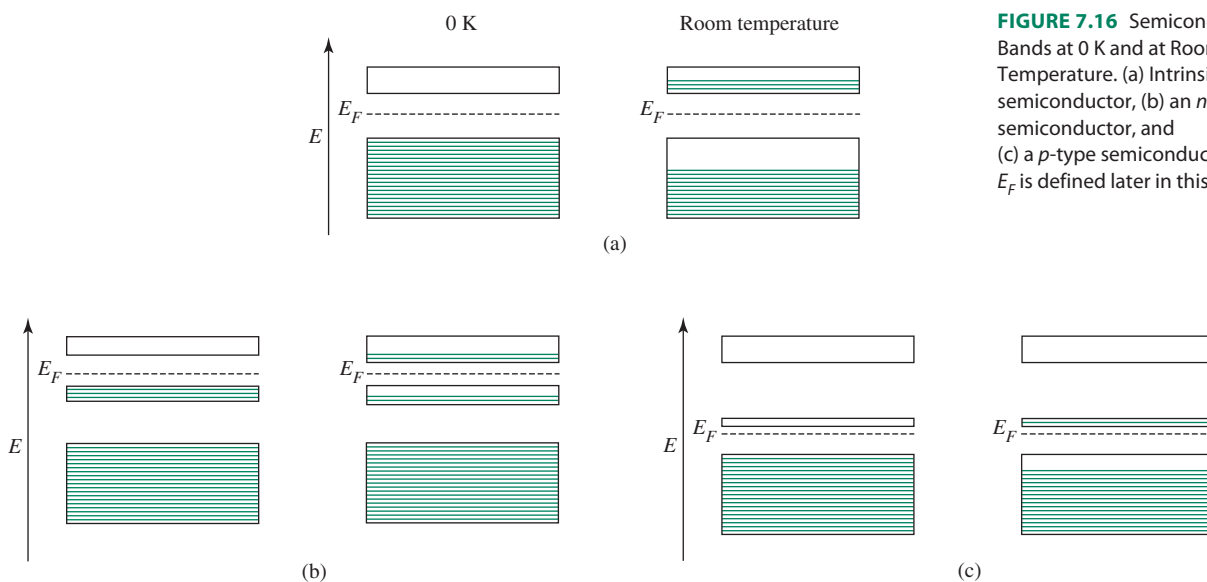 0 K
Room temperature
E
E_F
E_F
(a)
FIGURE 7.16 Semicon
Bands at 0 K and at Roo
Temperature. (a) Intrins
semiconductor, (b) an n
semiconductor, and
(c) a p-type semiconduc
E_F is defined later in this
E
E_F
E_F
(b)
E
E_F
E_F
(c)